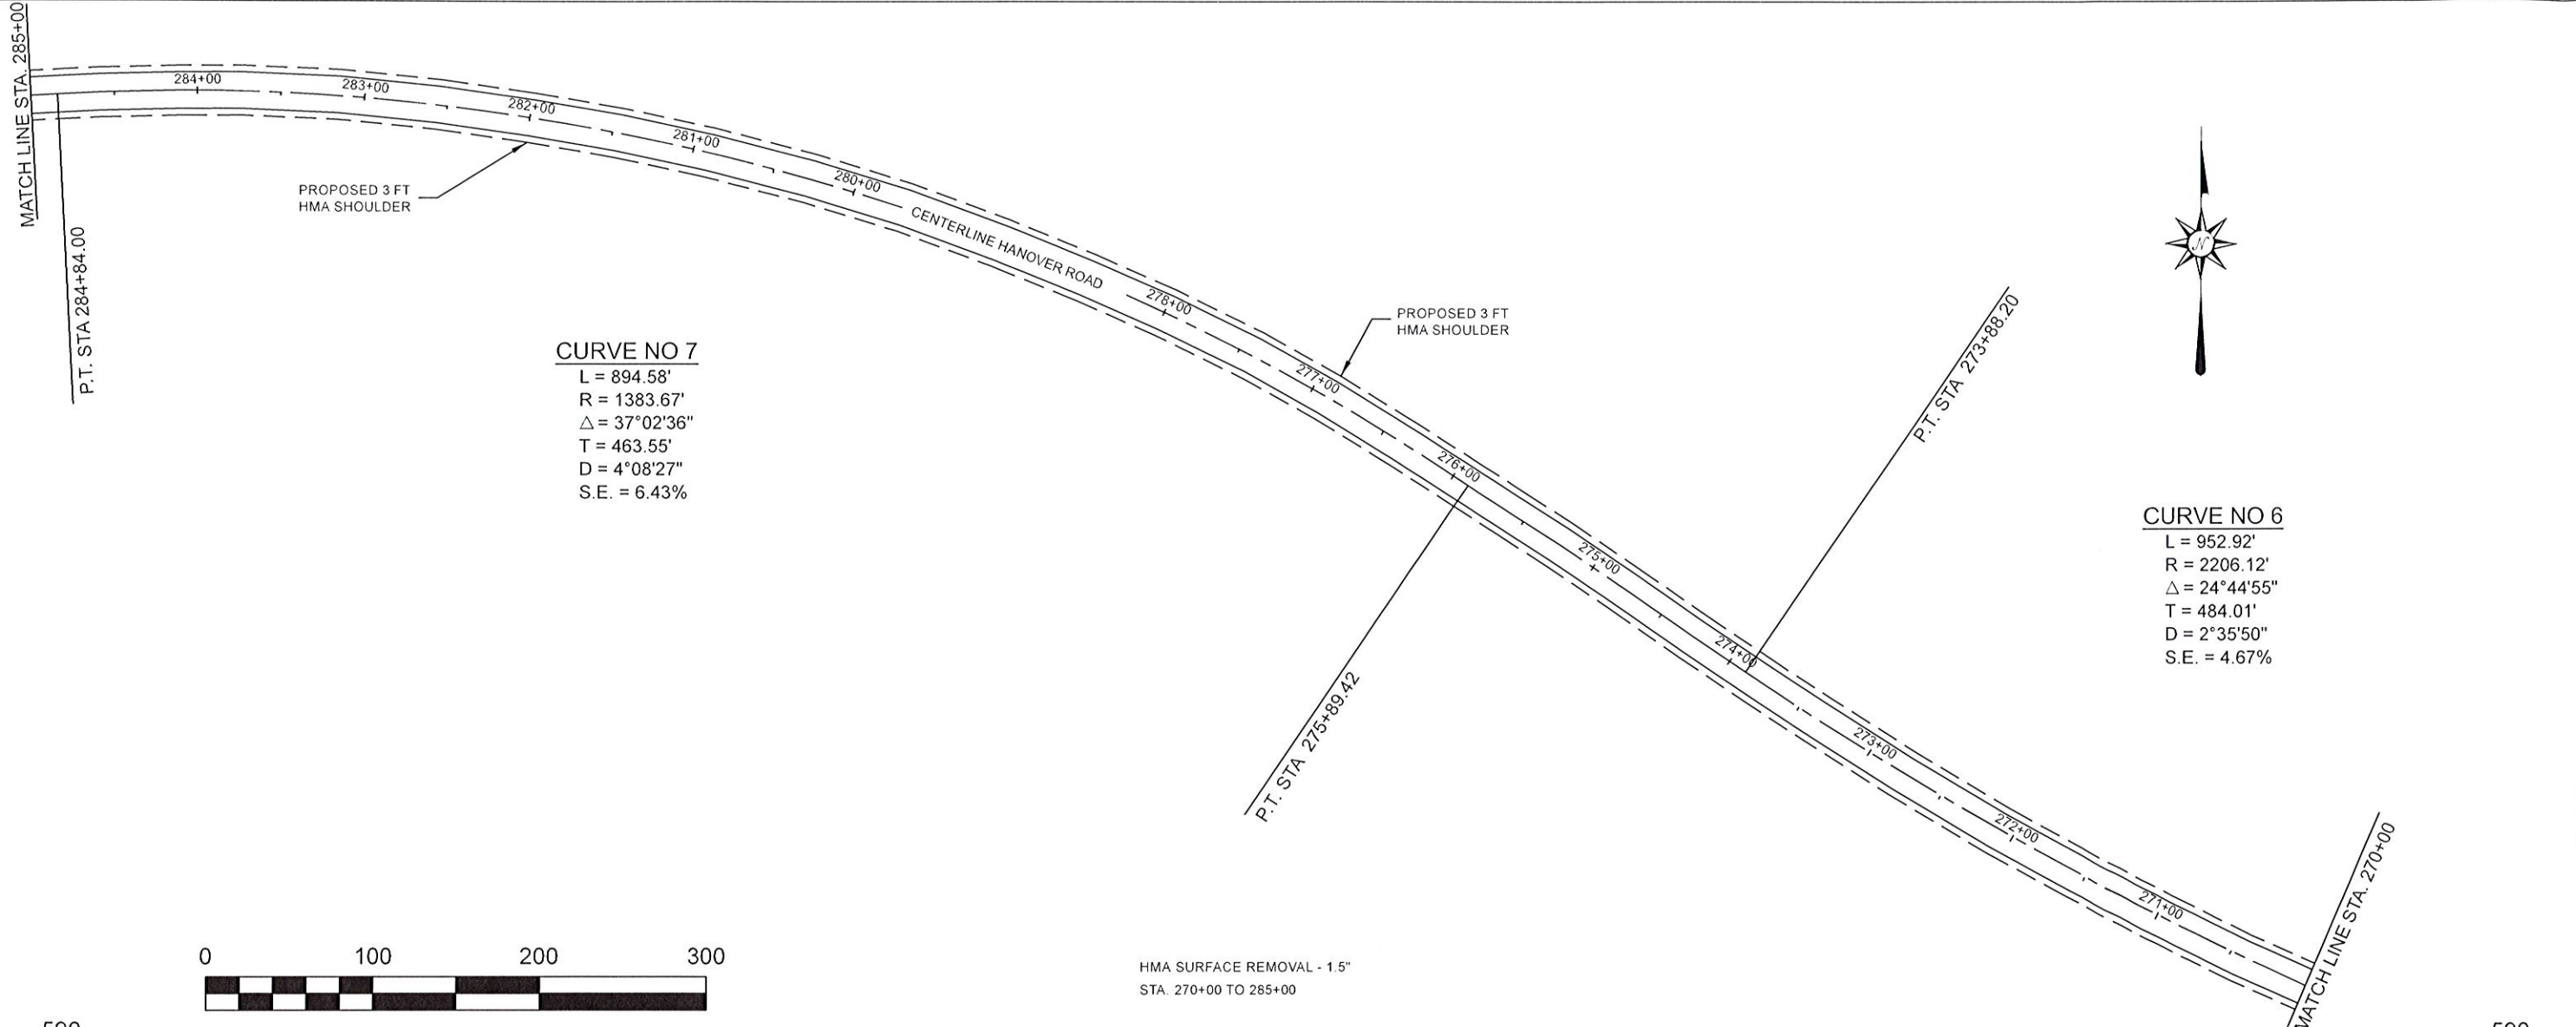 MATCH LINE STA. 285+00
284+00
283+00
282+00
281+00
280+00
CENTERLINE HANOVER ROAD
278+00
277+00
276+00
275+00
274+00
273+00
272+00
271+00
PROPOSED 3 FT
HMA SHOULDER
P.T. STA 284+84.00
CURVE NO 7
L = 894.58'
R = 1383.67'
△ = 37°02'36"
T = 463.55'
D = 4°08'27"
S.E. = 6.43%
PROPOSED 3 FT
HMA SHOULDER
P.T. STA 273+88.20
N
P.T. STA 275+89.42
CURVE NO 6
L = 952.92'
R = 2206.12'
△ = 24°44'55"
T = 484.01'
D = 2°35'50"
S.E. = 4.67%
MATCH LINE STA. 270+00
0 100 200 300
HMA SURFACE REMOVAL - 1.5"
STA. 270+00 TO 285+00